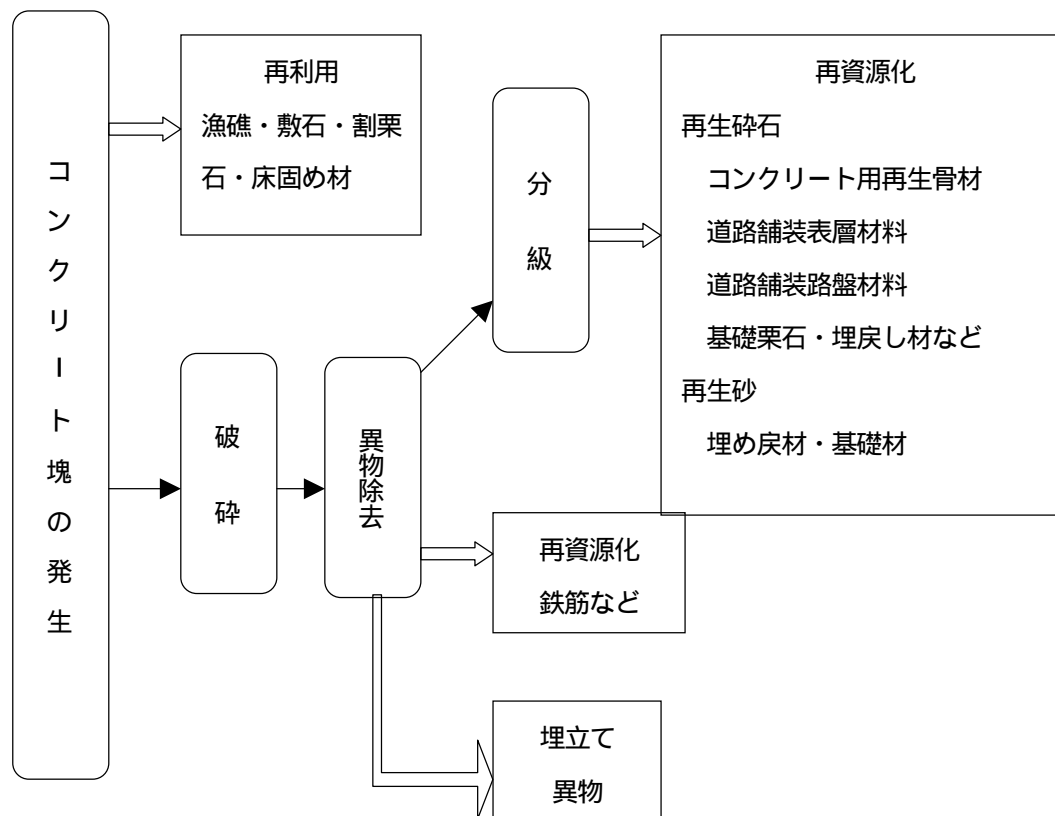 コンクリート塊の発生
再利用
漁礁・敷石・割栗
石・床固め材
破砕
異物除去
分級
再資源化
再生砕石
コンクリート用再生骨材
道路舗装表層材料
道路舗装路盤材料
基礎栗石・埋戻し材など
再生砂
埋め戻材・基礎材
再資源化
鉄筋など
埋立て
異物